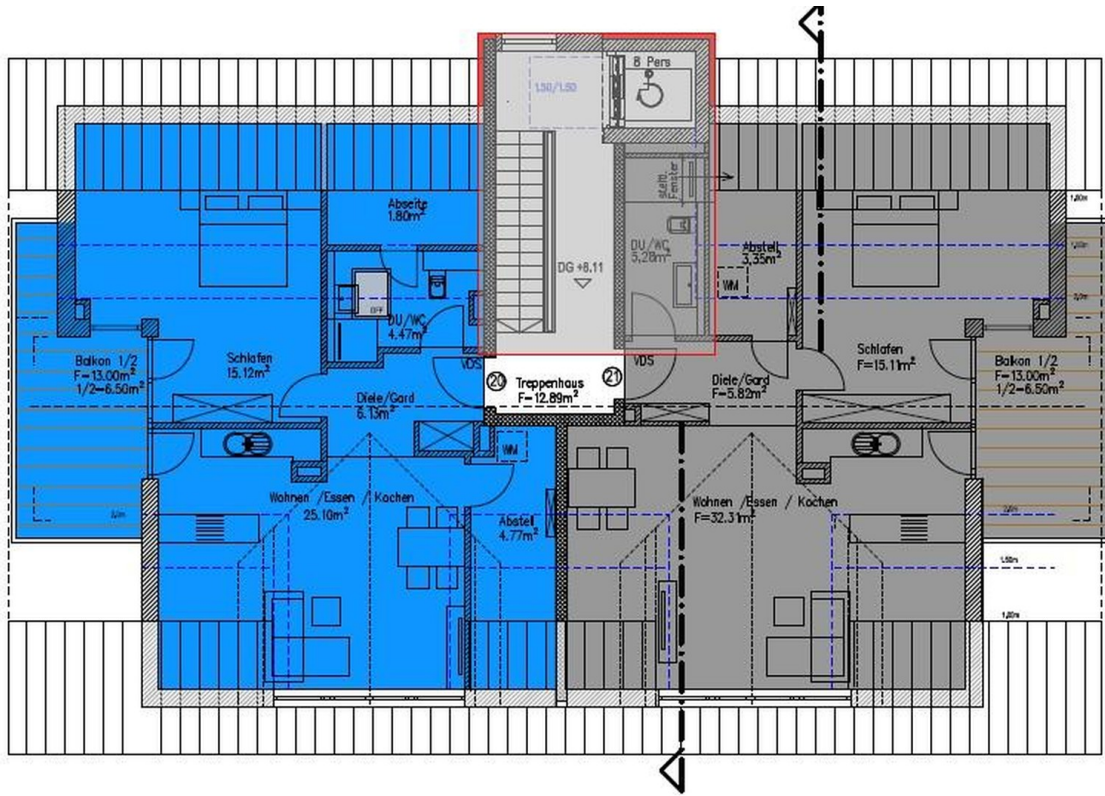 8 Pers
1.50/1.50
stehd.
Fenster
Abseite
1.80m²
DU/WC
5,28m²
Abstell
3,35m²
WM
DG +8.11
OFF
DU/WC
4.47m²
Balkon 1/2
F=13.00m²
1/2=6.50m²
Schlafen
15.12m²
VDS
20
Treppenhaus
F=12.89m²
21
VDS
Diele/Gard
6.13m²
Diele/Gard
F=5.82m²
Schlafen
F=15.11m²
Balkon 1/2
F=13.00m²
1/2=6.50m²
WM
Wohnen /Essen / Kochen
25.10m²
Abstell
4.77m²
Wohnen /Essen / Kochen
F=32.31m²